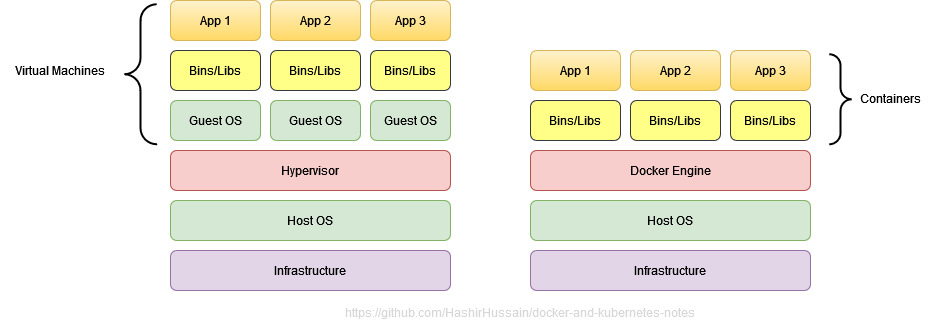 App 1
App 2
App 3
Virtual Machines
Bins/Libs
Bins/Libs
Bins/Libs
Guest OS
Guest OS
Guest OS
Hypervisor
Host OS
Infrastructure
App 1
App 2
App 3
Containers
Bins/Libs
Bins/Libs
Bins/Libs
Docker Engine
Host OS
Infrastructure
https://github.com/HashirHussain/docker-and-kubernetes-notes